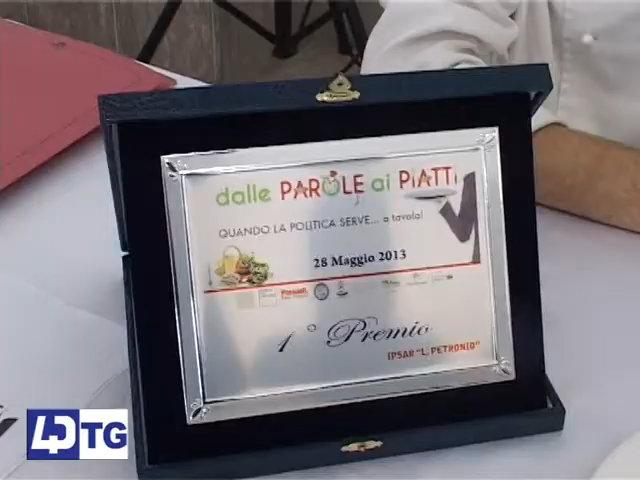 dalle PAROLE ai PiATTi
QUANDO LA POLITICA SERVE... a tavola!
28 Maggio 2013
1° Premio
IPSAR "L. PETRONIO"
TG